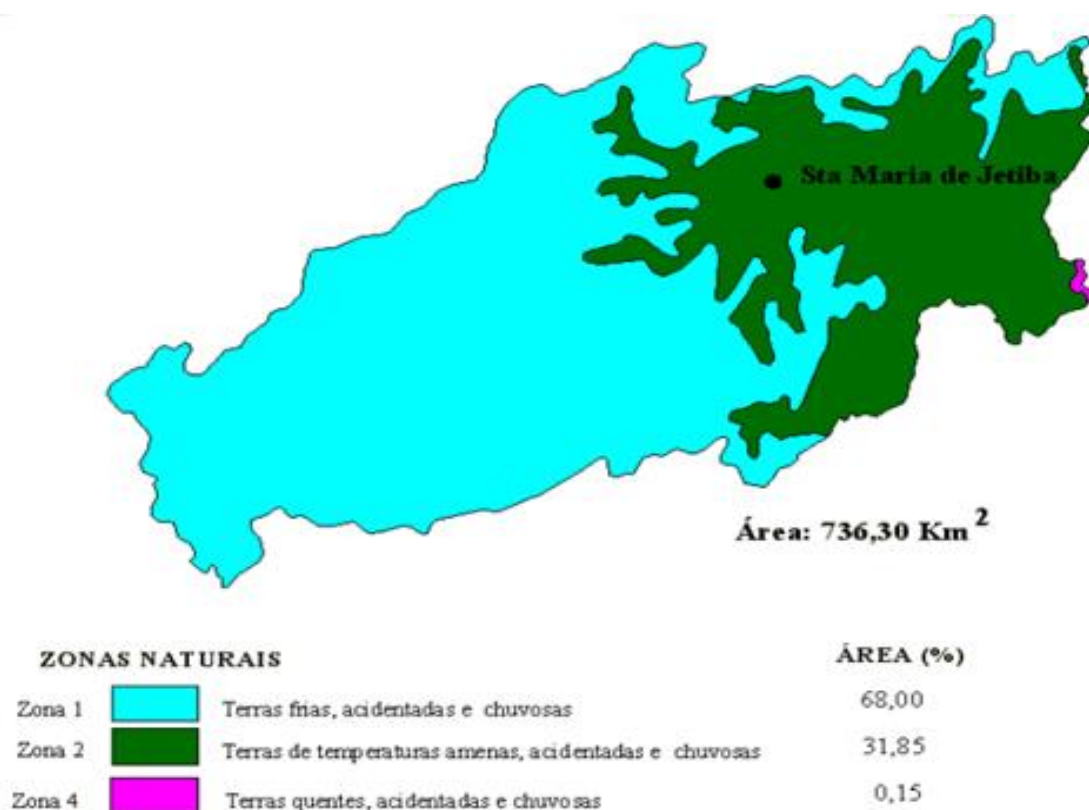 Sta Maria de Jetiba
Área: 736,30 Km²
ZONAS NATURAIS ÁREA (%)
Zona 1 Terras frias, acidentadas e chuvosas 68,00
Zona 2 Terras de temperaturas amenas, acidentadas e chuvosas 31,85
Zona 4 Terras quentes, acidentadas e chuvosas 0,15